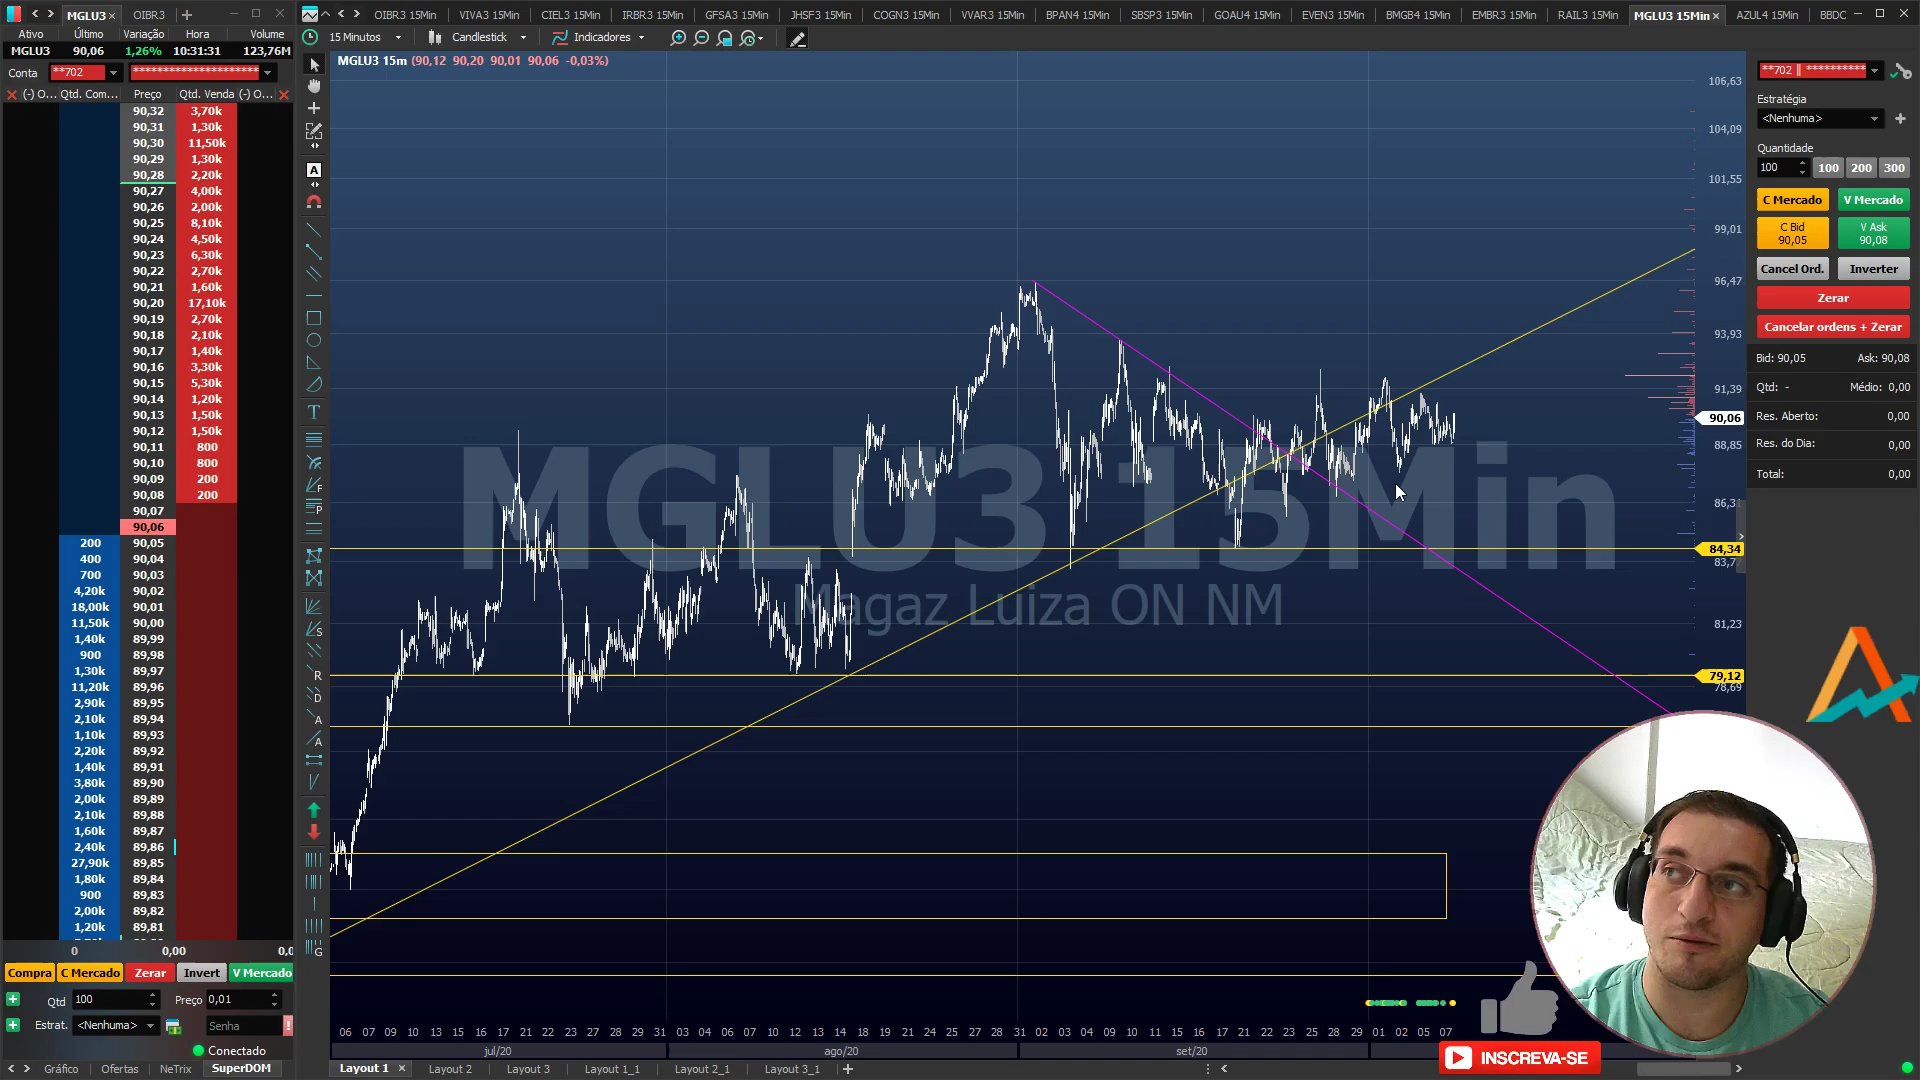 MGLU3 OIBR3
Ativo Último Variação Hora Volume
MGLU3 90,06 1,26% 10:31:31 123,76M
Conta **702 **********************
(-) O... Qtd. Com... Preço Qtd. Venda (-) O...
90,32 3,70k
90,31 1,30k
90,30 11,50k
90,29 1,30k
90,28 2,20k
90,27 4,00k
90,26 2,00k
90,25 8,10k
90,24 4,50k
90,23 6,30k
90,22 2,70k
90,21 1,60k
90,20 17,10k
90,19 2,70k
90,18 2,10k
90,17 1,40k
90,16 3,30k
90,15 5,30k
90,14 1,20k
90,13 1,50k
90,12 1,50k
90,11 800
90,10 800
90,09 200
90,08 200
90,07
90,06
200 90,05
400 90,04
700 90,03
4,20k 90,02
18,00k 90,01
11,50k 90,00
1,40k 89,99
900 89,98
1,30k 89,97
11,20k 89,96
2,90k 89,95
2,10k 89,94
1,10k 89,93
2,20k 89,92
1,40k 89,91
3,80k 89,90
2,00k 89,89
2,10k 89,88
1,60k 89,87
2,40k 89,86
27,90k 89,85
1,80k 89,84
900 89,83
2,00k 89,82
1,20k 89,81
0 0,00 0,0
Compra C Mercado Zerar Invert V Mercado
Qtd 100 Preço 0,01
Estrat. <Nenhuma> Senha
Conectado
Gráfico Ofertas NeTrix SuperDOM
OIBR3 15Min VIVA3 15Min CIEL3 15Min IRBR3 15Min GFSA3 15Min JHSF3 15Min COGN3 15Min VVAR3 15Min BPAN4 15Min SBSP3 15Min GOAU4 15Min EVEN3 15Min BMGB4 15Min EMBR3 15Min RAIL3 15Min MGLU3 15Min AZUL4 15Min BBDC
15 Minutos Candlestick Indicadores
MGLU3 15m (90,12 90,20 90,01 90,06 -0,03%)
MGLU3 15Min
Magaz Luiza ON NM
106,63
104,09
101,55
99,01
96,47
93,93
91,39
90,06
88,85
84,34
81,23
79,12
78,69
06 07 09 10 13 15 16 17 21 22 23 27 28 29 31 03 04 05 06 07 10 12 13 14 18 19 21 24 25 27 28 31 02 03 04 09 10 11 15 16 17 21 22 23 25 28 29 01 02 05 07
jul/20 ago/20 set/20
Layout 1 Layout 2 Layout 3 Layout 1_1 Layout 2_1 Layout 3_1
**702 || **********
Estratégia
<Nenhuma>
Quantidade
100 100 200 300
C Mercado V Mercado
C Bid V Ask
90,05 90,08
Cancel Ord. Inverter
Zerar
Cancelar ordens + Zerar
Bid: 90,05 Ask: 90,08
Qtd: - Médio: 0,00
Res. Aberto: 0,00
Res. do Dia: 0,00
Total: 0,00
INSCREVA-SE